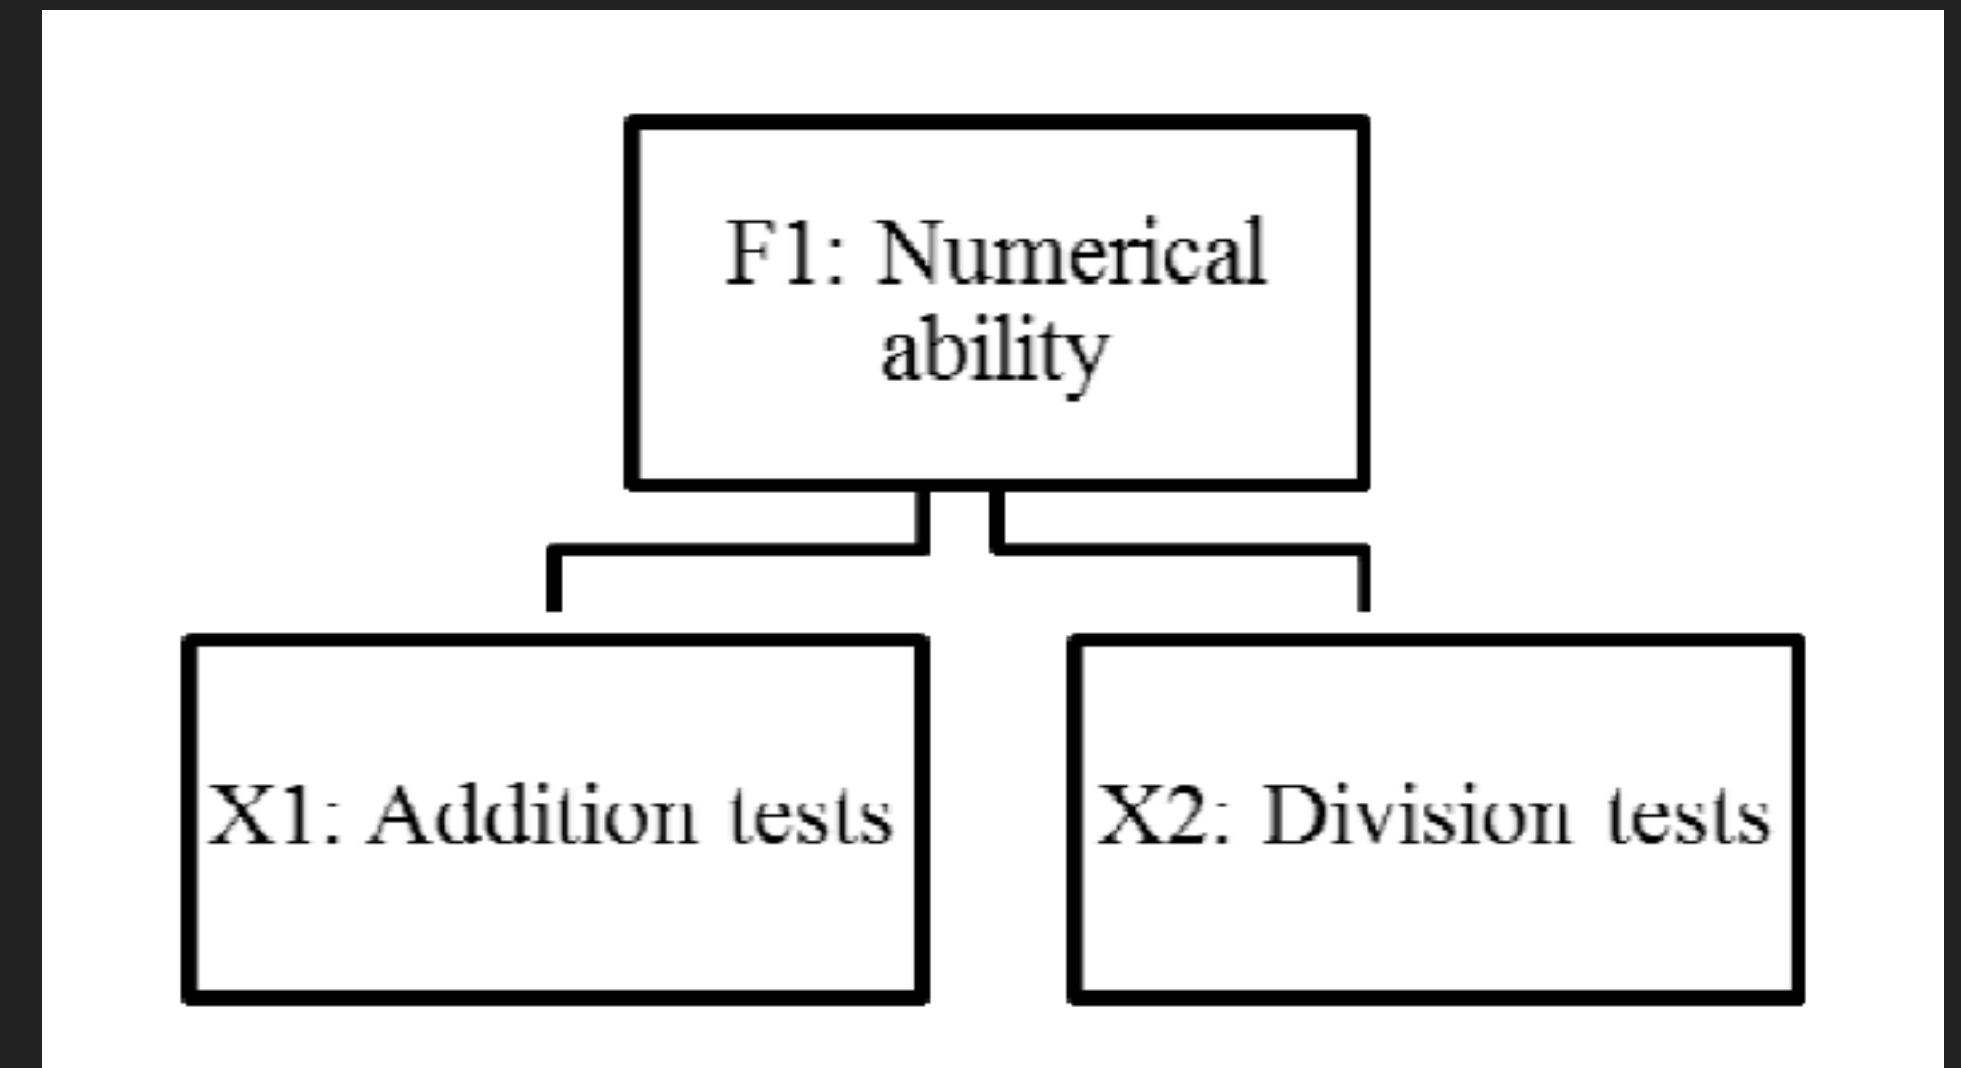 F1: Numerical
ability
X1: Addition tests
X2: Division tests